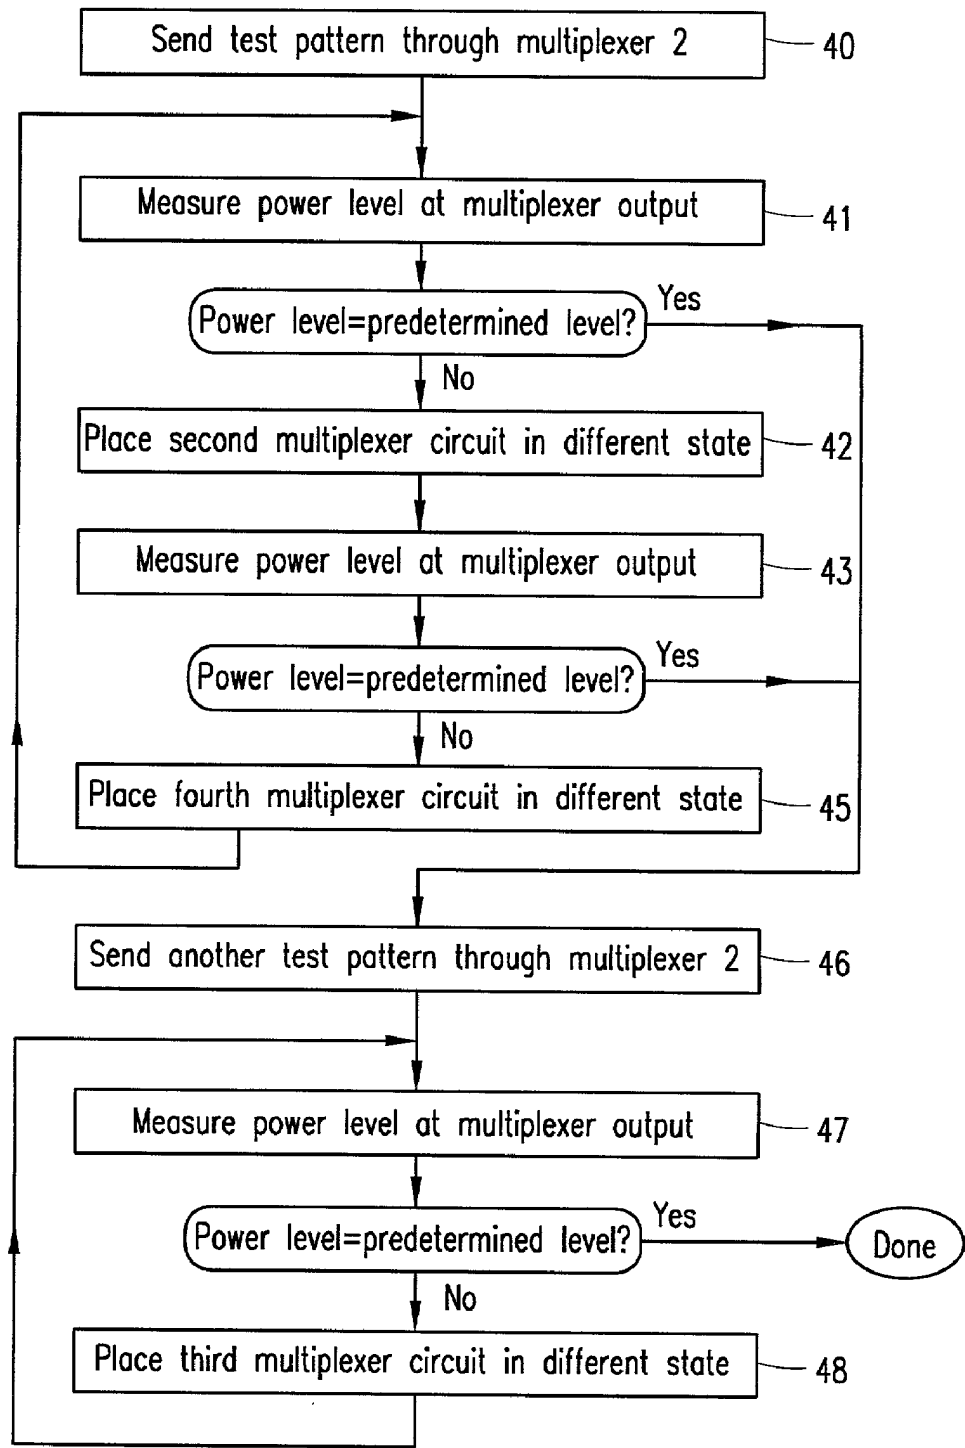 Send test pattern through multiplexer 2
40
Measure power level at multiplexer output
41
Power level=predetermined level?
Yes
No
Place second multiplexer circuit in different state
42
Measure power level at multiplexer output
43
Power level=predetermined level?
Yes
No
Place fourth multiplexer circuit in different state
45
Send another test pattern through multiplexer 2
46
Measure power level at multiplexer output
47
Power level=predetermined level?
Yes
Done
No
Place third multiplexer circuit in different state
48